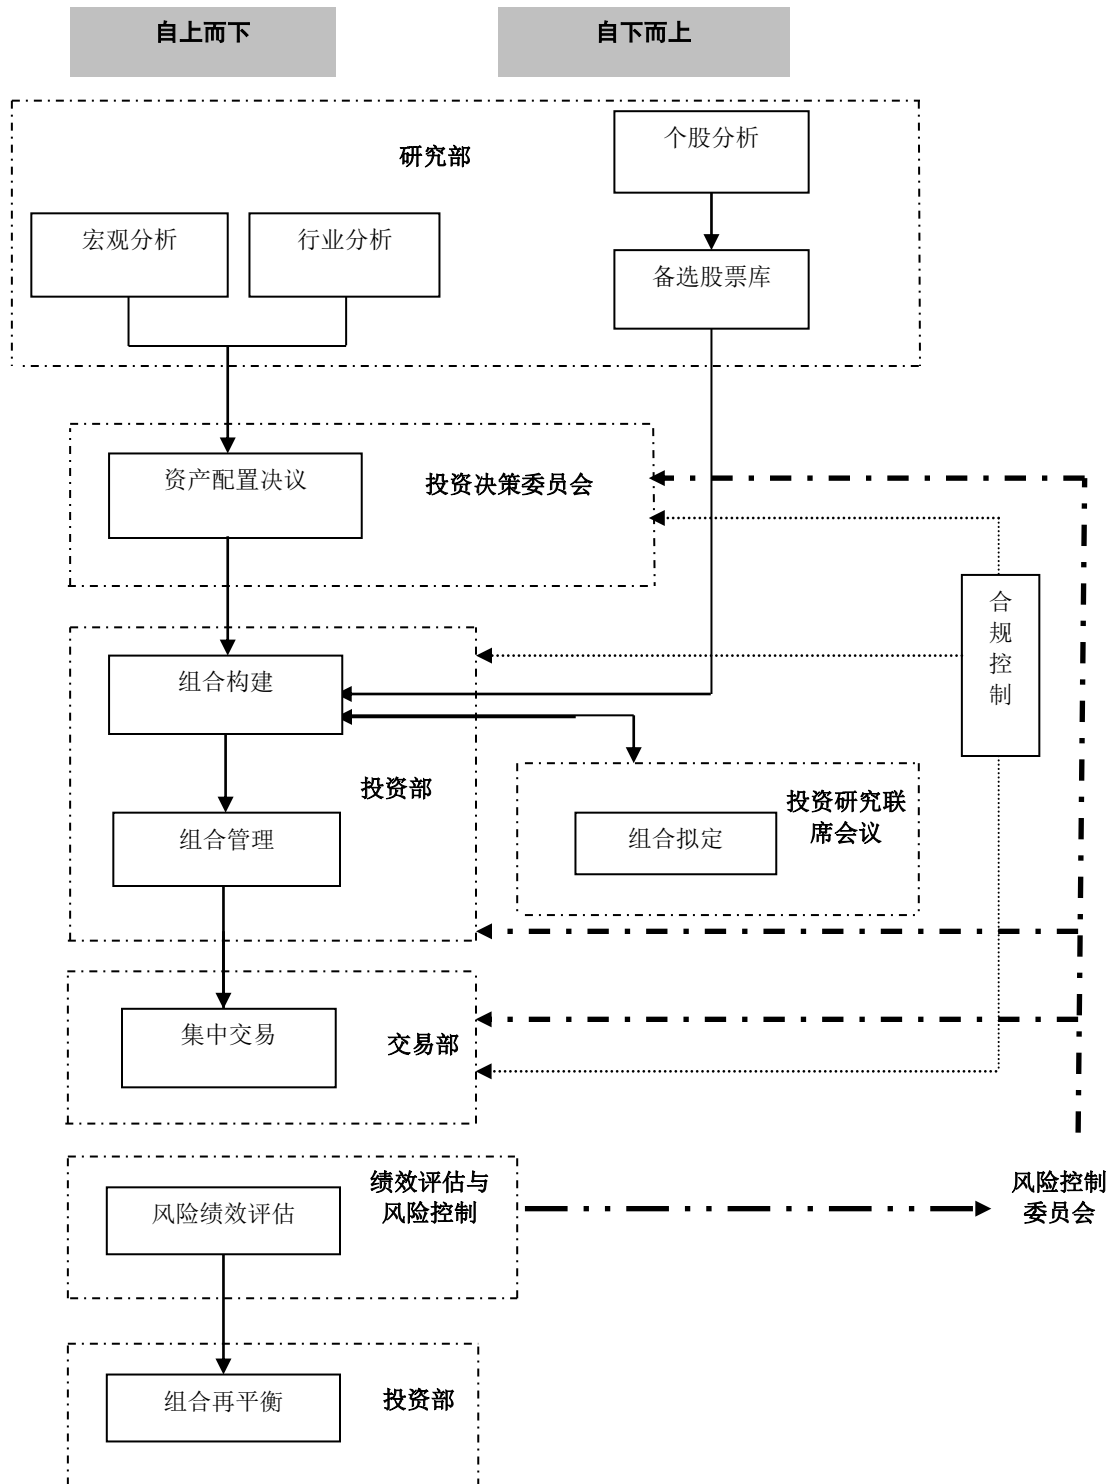 自上而下
自下而上
个股分析
研究部
宏观分析
行业分析
备选股票库
资产配置决议
投资决策委员会
合
规
控
制
组合构建
投资部
投资研究联
席会议
组合拟定
组合管理
集中交易
交易部
绩效评估与
风险控制
风险绩效评估
风险控制
委员会
组合再平衡
投资部